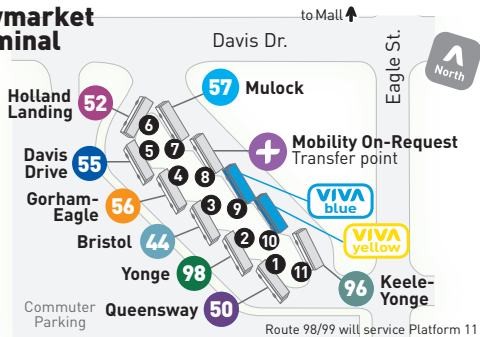 wmarket
minal
to Mall
Davis Dr.
Eagle St.
North
57 Mulock
Holland
Landing 52
6
5
7
Davis
Drive 55
Mobility On-Request
Transfer point
4
8
Gorham-
Eagle 56
3
9
VIVA
blue
Bristol 44
2
10
VIVA
yellow
Yonge 98
1
11
96 Keele-
Yonge
Commuter
Parking
Queensway 50
Route 98/99 will service Platform 11